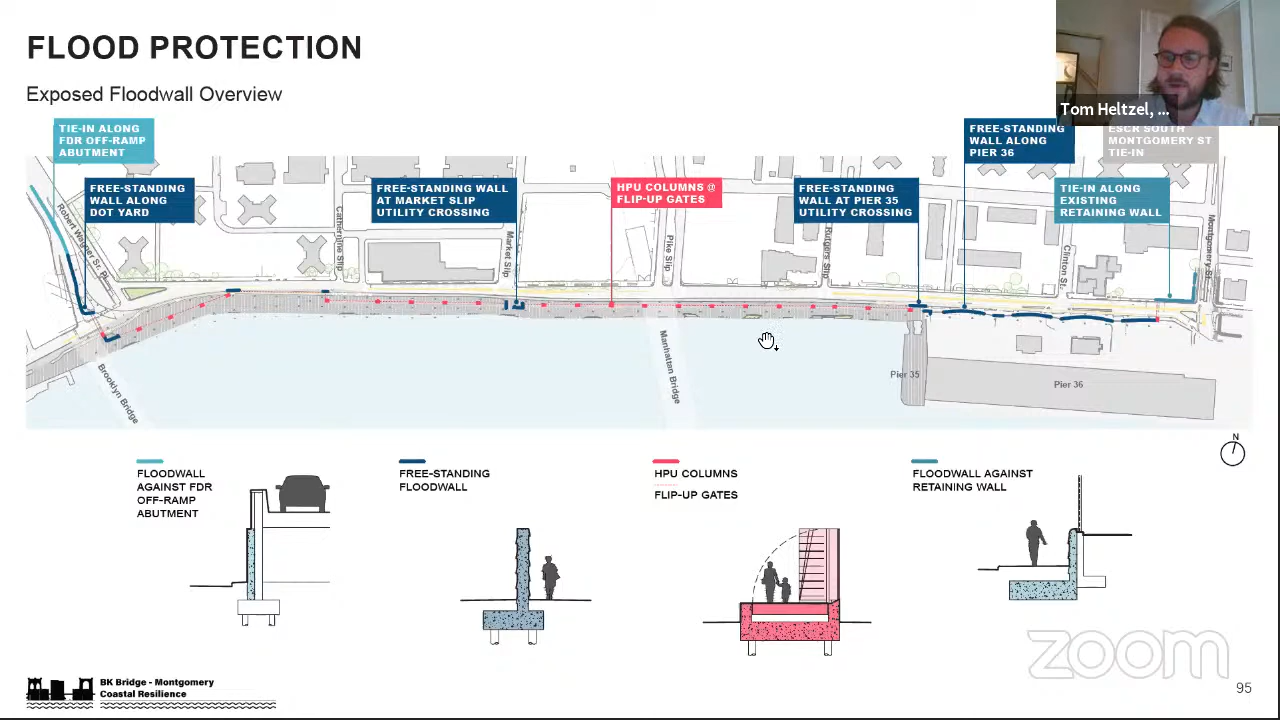 FLOOD PROTECTION
Exposed Floodwall Overview
Tom Heltzel, ...
TIE-IN ALONG
FDR OFF-RAMP
ABUTMENT
FREE-STANDING
WALL ALONG
DOT YARD
FREE-STANDING WALL
AT MARKET SLIP
UTILITY CROSSING
HPU COLUMNS @
FLIP-UP GATES
FREE-STANDING
WALL AT PIER 35
UTILITY CROSSING
FREE-STANDING
WALL ALONG
PIER 36
ESCR SOUTH
MONTGOMERY ST
TIE-IN
TIE-IN ALONG
EXISTING
RETAINING WALL
Robert Wagner Sr. Pl.
Catherine Slip
Market Slip
Pike Slip
Rutgers Slip
Clinton St.
Montgomery St.
Brooklyn Bridge
Manhattan Bridge
Pier 35
Pier 36
N
FLOODWALL
AGAINST FDR
OFF-RAMP
ABUTMENT
FREE-STANDING
FLOODWALL
HPU COLUMNS
FLIP-UP GATES
FLOODWALL AGAINST
RETAINING WALL
zoom
BK Bridge - Montgomery
Coastal Resilience
95